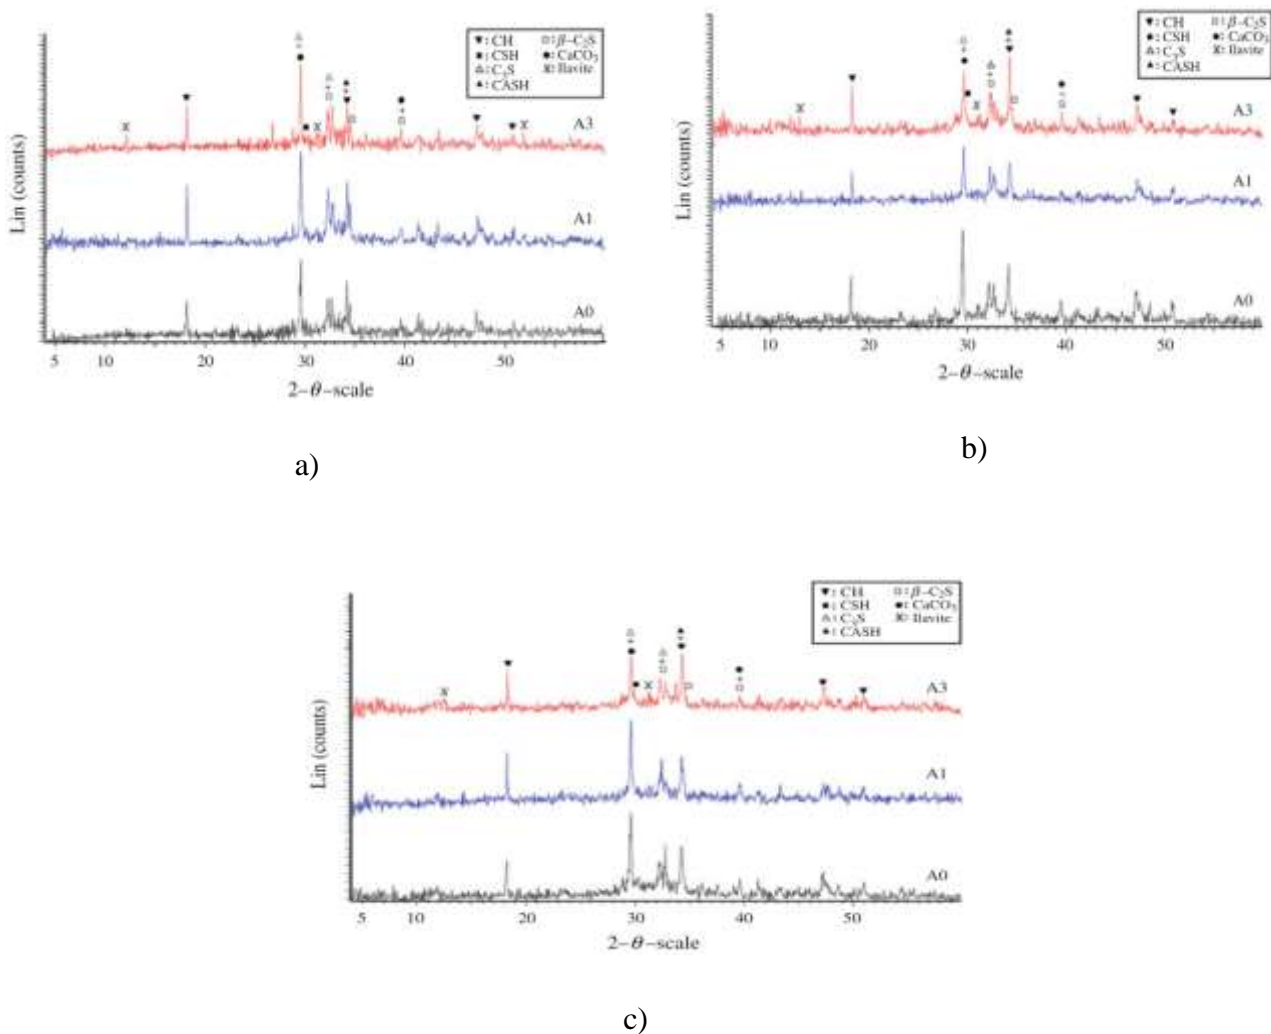 ▼: CH □: β–C₂S
●: CSH ●: CaCO₃
△: C₃S ⊠: Ilavite
▲: CASH
A3
A1
A0
Lin (counts)
5 10 20 30 40 50
2–θ–scale
a)
▼: CH □: β–C₂S
●: CSH ●: CaCO₃
△: C₃S ⊠: Ilavite
▲: CASH
A3
A1
A0
Lin (counts)
5 10 20 30 40 50
2–θ–scale
b)
▼: CH □: β–C₂S
●: CSH ●: CaCO₃
△: C₃S ⊠: Ilavite
▲: CASH
A3
A1
A0
Lin (counts)
5 10 20 30 40 50
2–θ–scale
c)